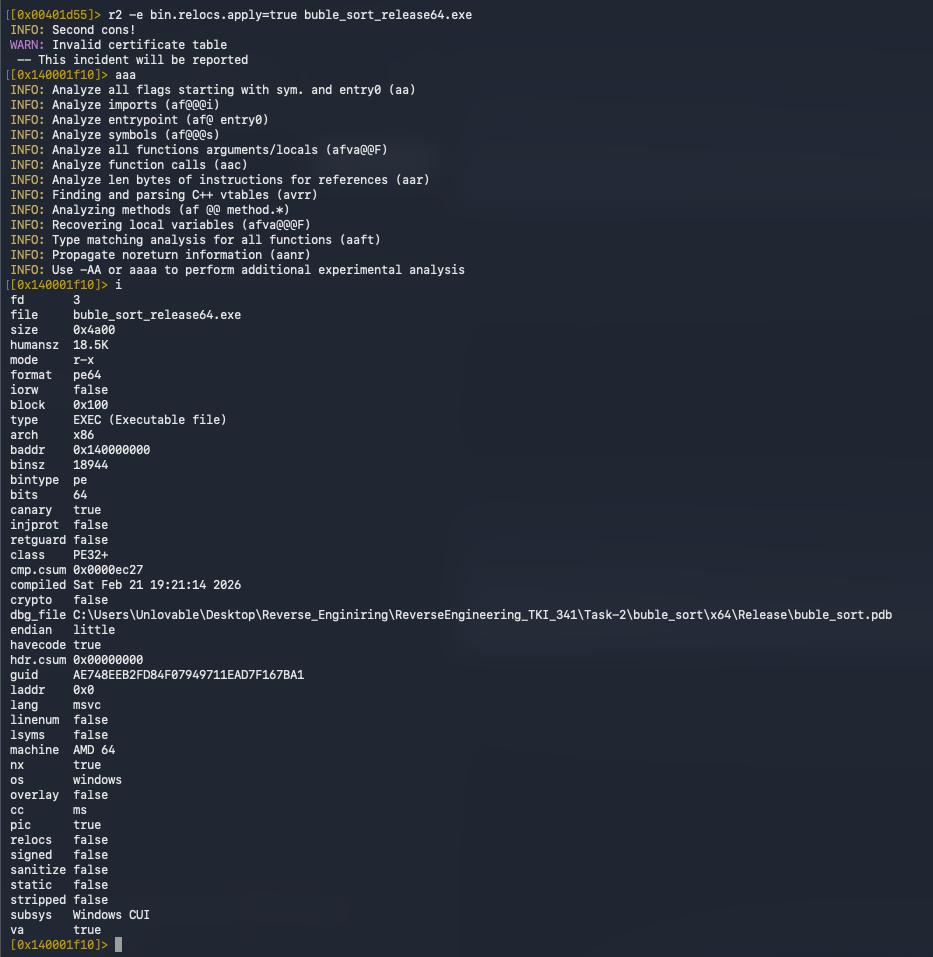 [[0x00401d55]> r2 -e bin.relocs.apply=true buble_sort_release64.exe
INFO: Second cons!
WARN: Invalid certificate table
-- This incident will be reported
[[0x140001f10]> aaa
INFO: Analyze all flags starting with sym. and entry0 (aa)
INFO: Analyze imports (af@@@i)
INFO: Analyze entrypoint (af@ entry0)
INFO: Analyze symbols (af@@@s)
INFO: Analyze all functions arguments/locals (afva@@F)
INFO: Analyze function calls (aac)
INFO: Analyze len bytes of instructions for references (aar)
INFO: Finding and parsing C++ vtables (avrr)
INFO: Analyzing methods (af @@ method.*)
INFO: Recovering local variables (afva@@@F)
INFO: Type matching analysis for all functions (aaft)
INFO: Propagate noreturn information (aanr)
INFO: Use -AA or aaaa to perform additional experimental analysis
[[0x140001f10]> i
fd 3
file buble_sort_release64.exe
size 0x4a00
humansz 18.5K
mode r-x
format pe64
iorw false
block 0x100
type EXEC (Executable file)
arch x86
baddr 0x140000000
binsz 18944
bintype pe
bits 64
canary true
injprot false
retguard false
class PE32+
cmp.csum 0x0000ec27
compiled Sat Feb 21 19:21:14 2026
crypto false
dbg_file C:\Users\Unlovable\Desktop\Reverse_Enginiring\ReverseEngineering_TKI_341\Task-2\buble_sort\x64\Release\buble_sort.pdb
endian little
havecode true
hdr.csum 0x00000000
guid AE748EEB2FD84F07949711EAD7F167BA1
laddr 0x0
lang msvc
linenum false
lsyms false
machine AMD 64
nx true
os windows
overlay false
cc ms
pic true
relocs false
signed false
sanitize false
static false
stripped false
subsys Windows CUI
va true
[0x140001f10]>